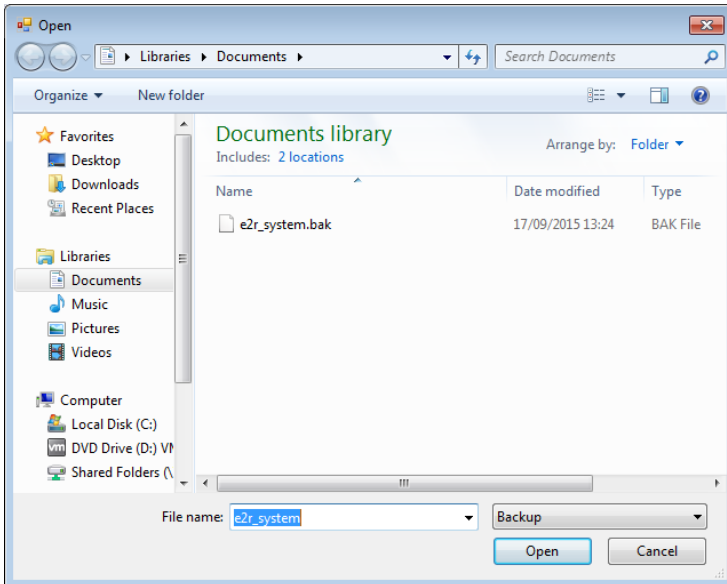 Open
Libraries Documents
Search Documents
Organize New folder
Favorites
Desktop
Downloads
Recent Places
Libraries
Documents
Music
Pictures
Videos
Computer
Local Disk (C:)
vm DVD Drive (D:) VM
Shared Folders (\
Documents library
Includes: 2 locations
Arrange by: Folder
Name Date modified Type
e2r_system.bak 17/09/2015 13:24 BAK File
File name: e2r_system Backup
Open Cancel